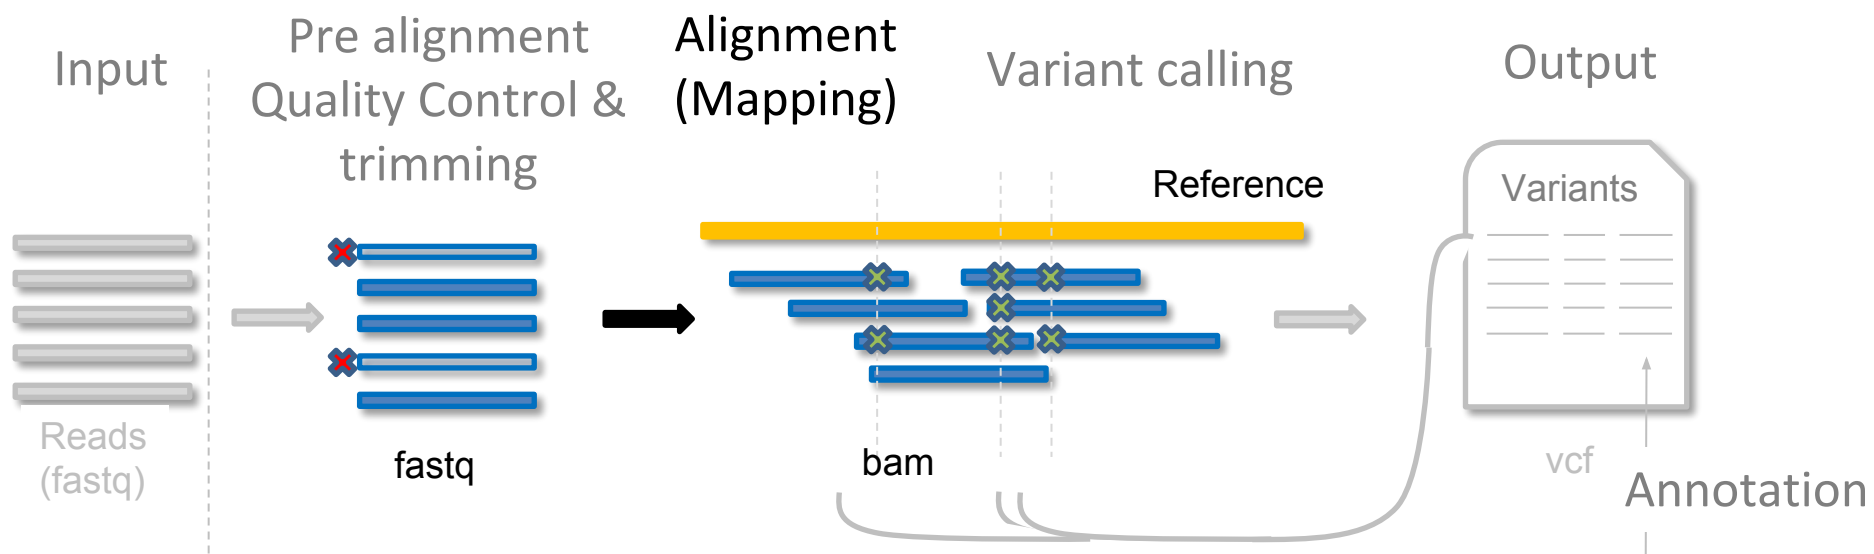 Input
Pre alignment
Quality Control &
trimming
Alignment
(Mapping)
Variant calling
Output
Reference
Variants
Reads
(fastq)
fastq
bam
vcf
Annotation